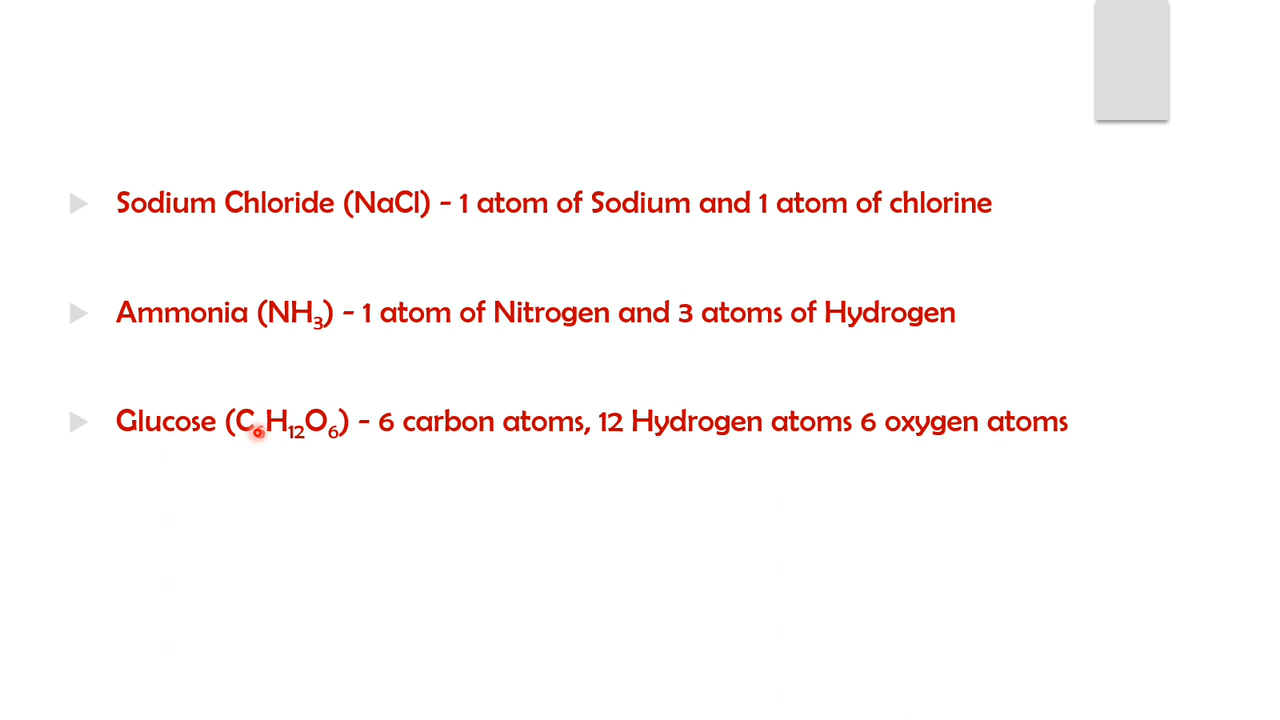 Sodium Chloride (NaCl) - 1 atom of Sodium and 1 atom of chlorine
Ammonia (NH₃) - 1 atom of Nitrogen and 3 atoms of Hydrogen
Glucose (C₆H₁₂O₆) - 6 carbon atoms, 12 Hydrogen atoms 6 oxygen atoms